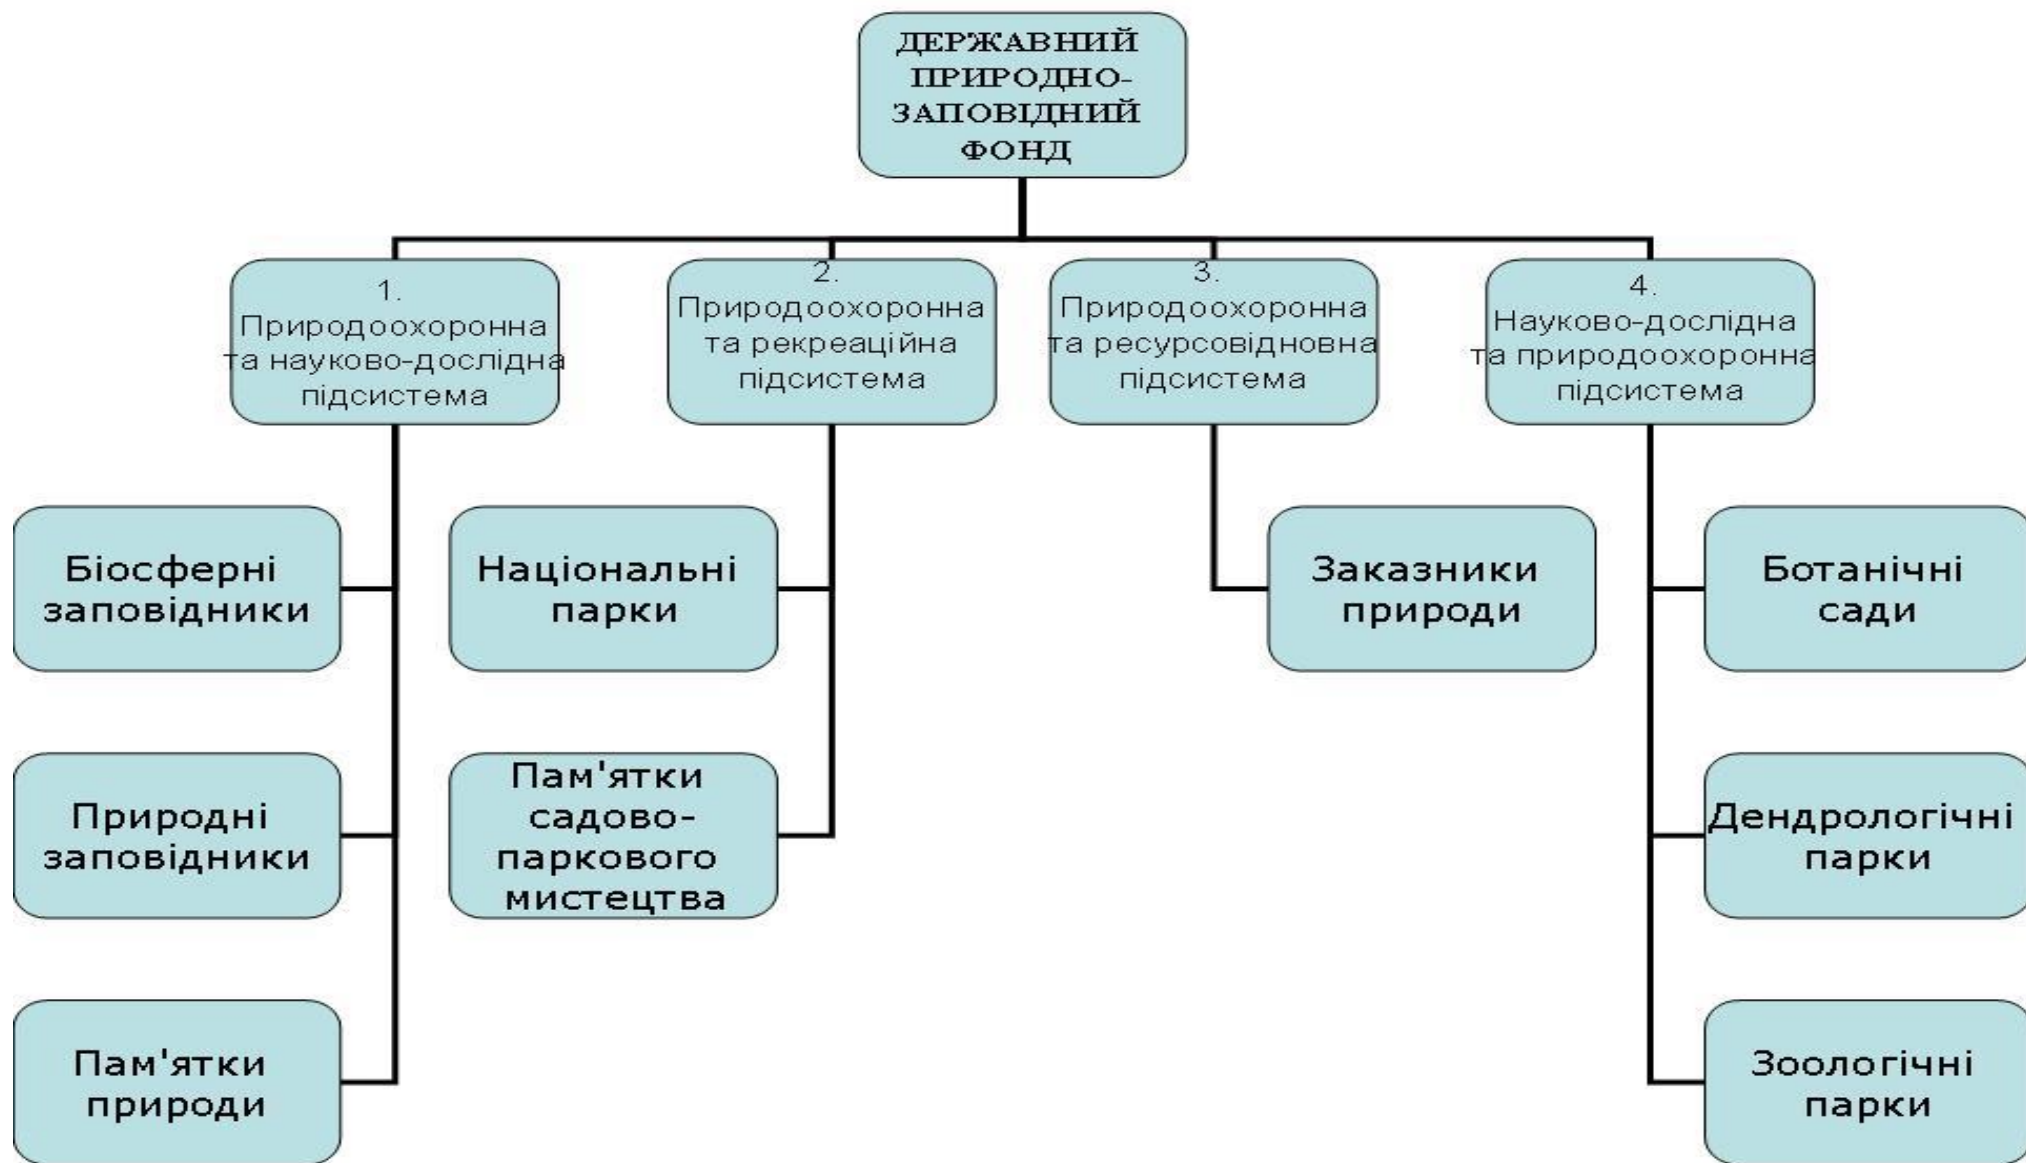 ДЕРЖАВНИЙ
ПРИРОДНО-
ЗАПОВІДНИЙ
ФОНД
1.
Природоохоронна
та науково-дослідна
підсистема
2.
Природоохоронна
та рекреаційна
підсистема
3.
Природоохоронна
та ресурсовідновна
підсистема
4.
Науково-дослідна
та природоохоронна
підсистема
Біосферні
заповідники
Національні
парки
Заказники
природи
Ботанічні
сади
Природні
заповідники
Пам'ятки
садово-
паркового
мистецтва
Дендрологічні
парки
Пам'ятки
природи
Зоологічні
парки